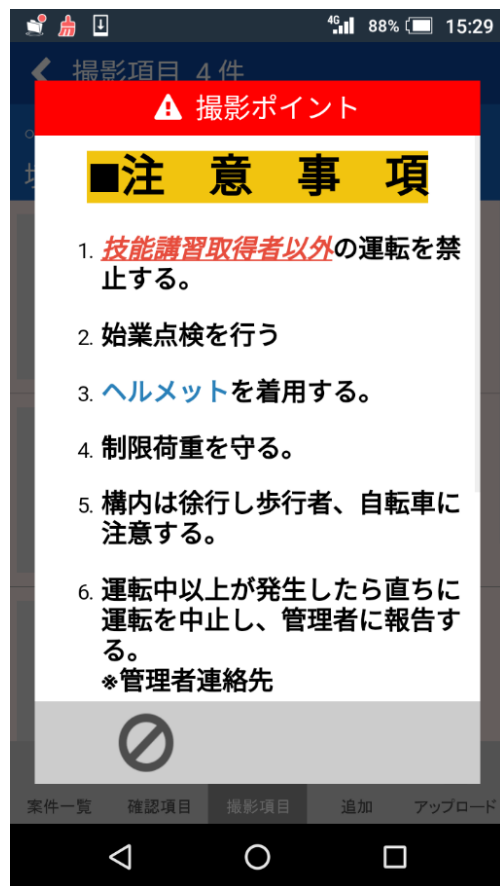 4G 88% 15:29
撮影項目 4 件
撮影ポイント
■注 意 事 項
1. 技能講習取得者以外の運転を禁
止する。
2. 始業点検を行う
3. ヘルメットを着用する。
4. 制限荷重を守る。
5. 構内は徐行し歩行者、自転車に
注意する。
6. 運転中以上が発生したら直ちに
運転を中止し、管理者に報告す
る。
※管理者連絡先
案件一覧 確認項目 撮影項目 追加 アップロード